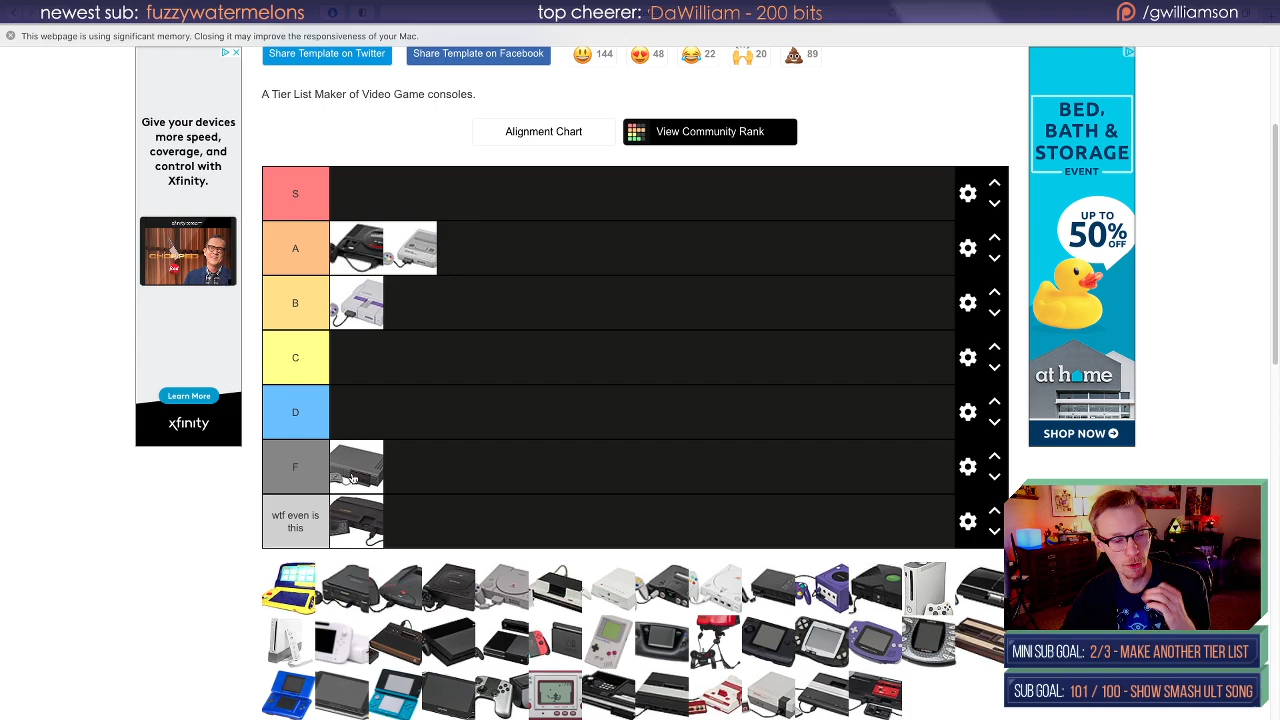 newest sub: fuzzywatermelons
top cheerer: DaWilliam - 200 bits
/gwilliamson
This webpage is using significant memory. Closing it may improve the responsiveness of your Mac.
Share Template on Twitter
Share Template on Facebook
144
48
22
20
89
A Tier List Maker of Video Game consoles.
Alignment Chart
View Community Rank
S
A
B
C
D
F
wtf even is
this
Give your devices
more speed,
coverage, and
control with
Xfinity.
Learn More
xfinity
BED,
BATH &
STORAGE
EVENT
UP TO
50%
OFF
at home
SHOP NOW
MINI SUB GOAL: 2/3 - MAKE ANOTHER TIER LIST
SUB GOAL: 101 / 100 - SHOW SMASH ULT SONG